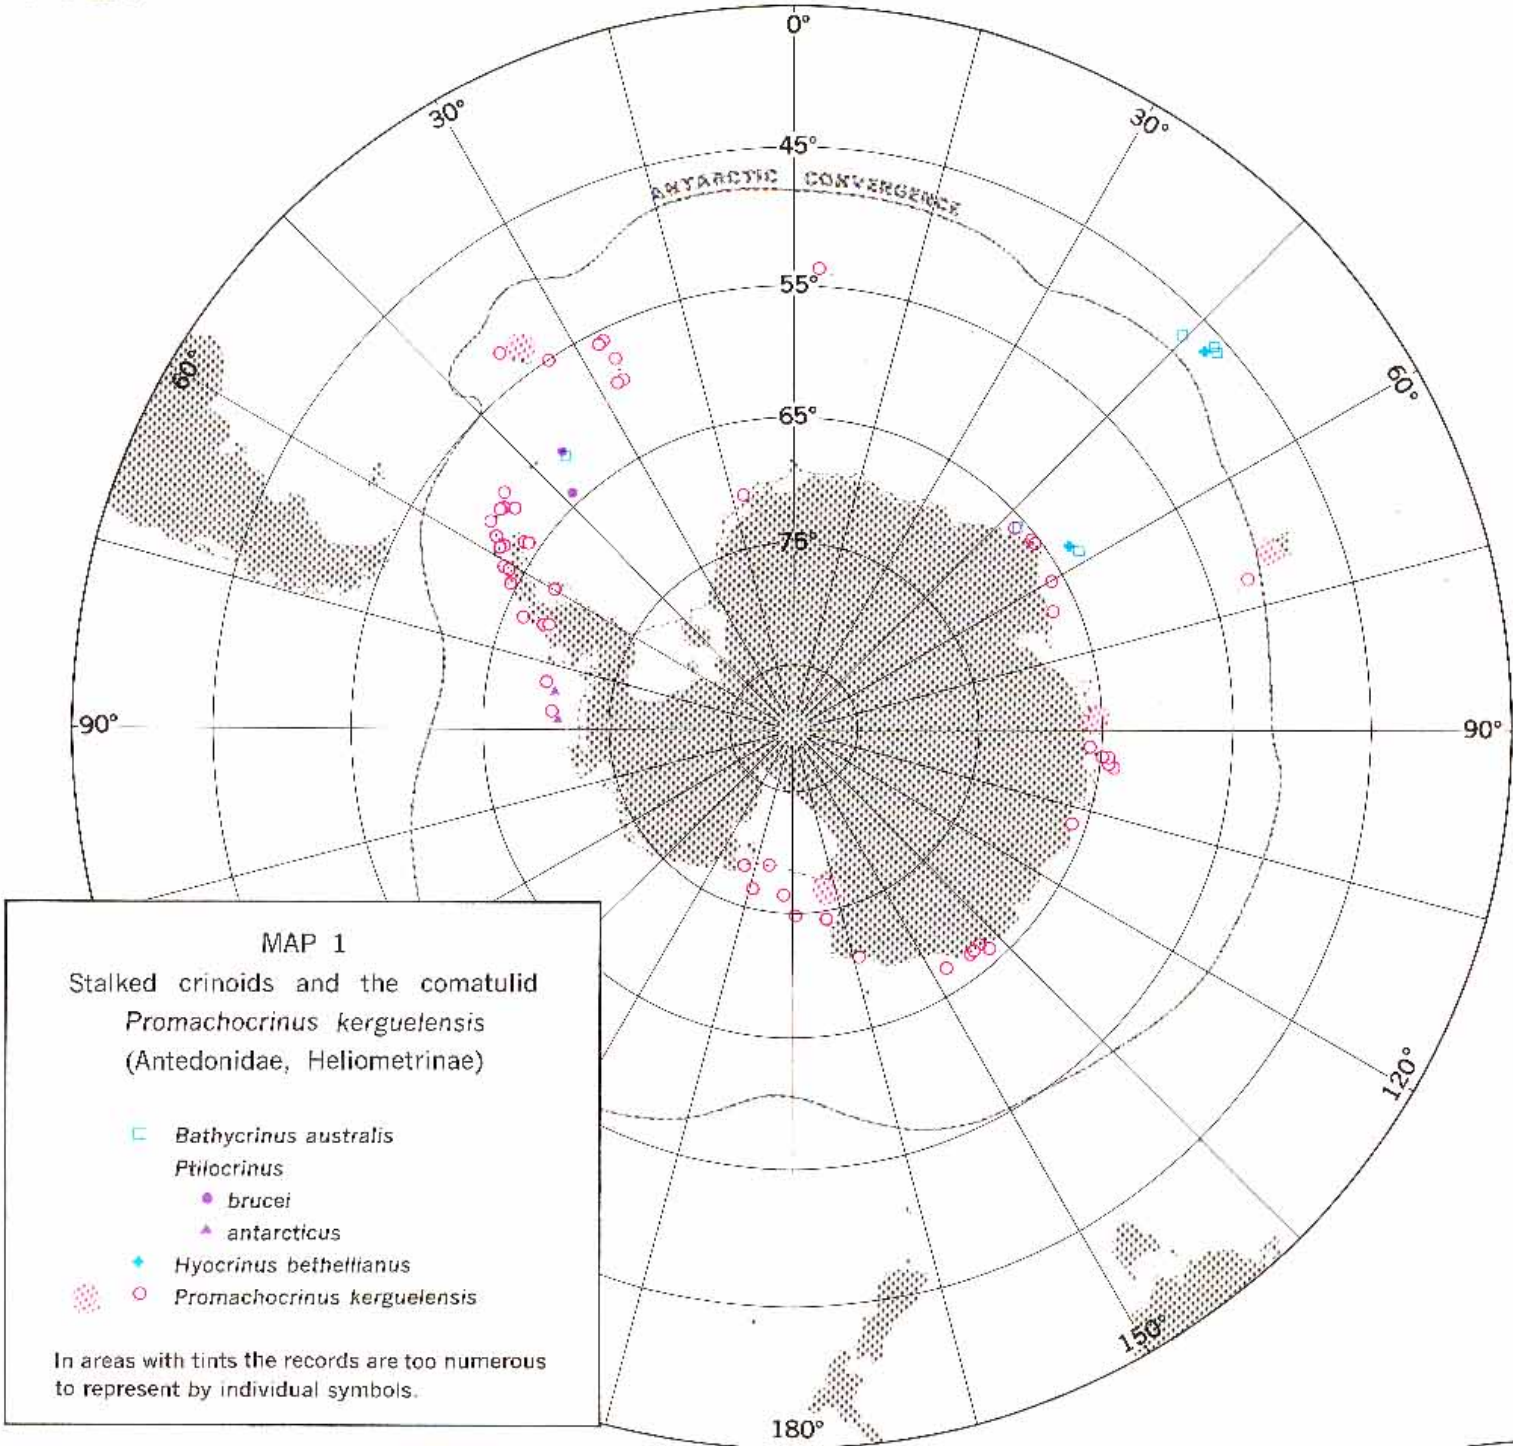 0°
30°
30°
45°
ANTARCTIC CONVERGENCE
55°
60°
60°
65°
75°
90°
90°
120°
150°
180°
MAP 1
Stalked crinoids and the comatulid
Promachocrinus kerguelensis
(Antedonidae, Heliometrinae)
Bathycrinus australis
Ptilocrinus
brucei
antarcticus
Hyocrinus bethellianus
Promachocrinus kerguelensis
In areas with tints the records are too numerous
to represent by individual symbols.